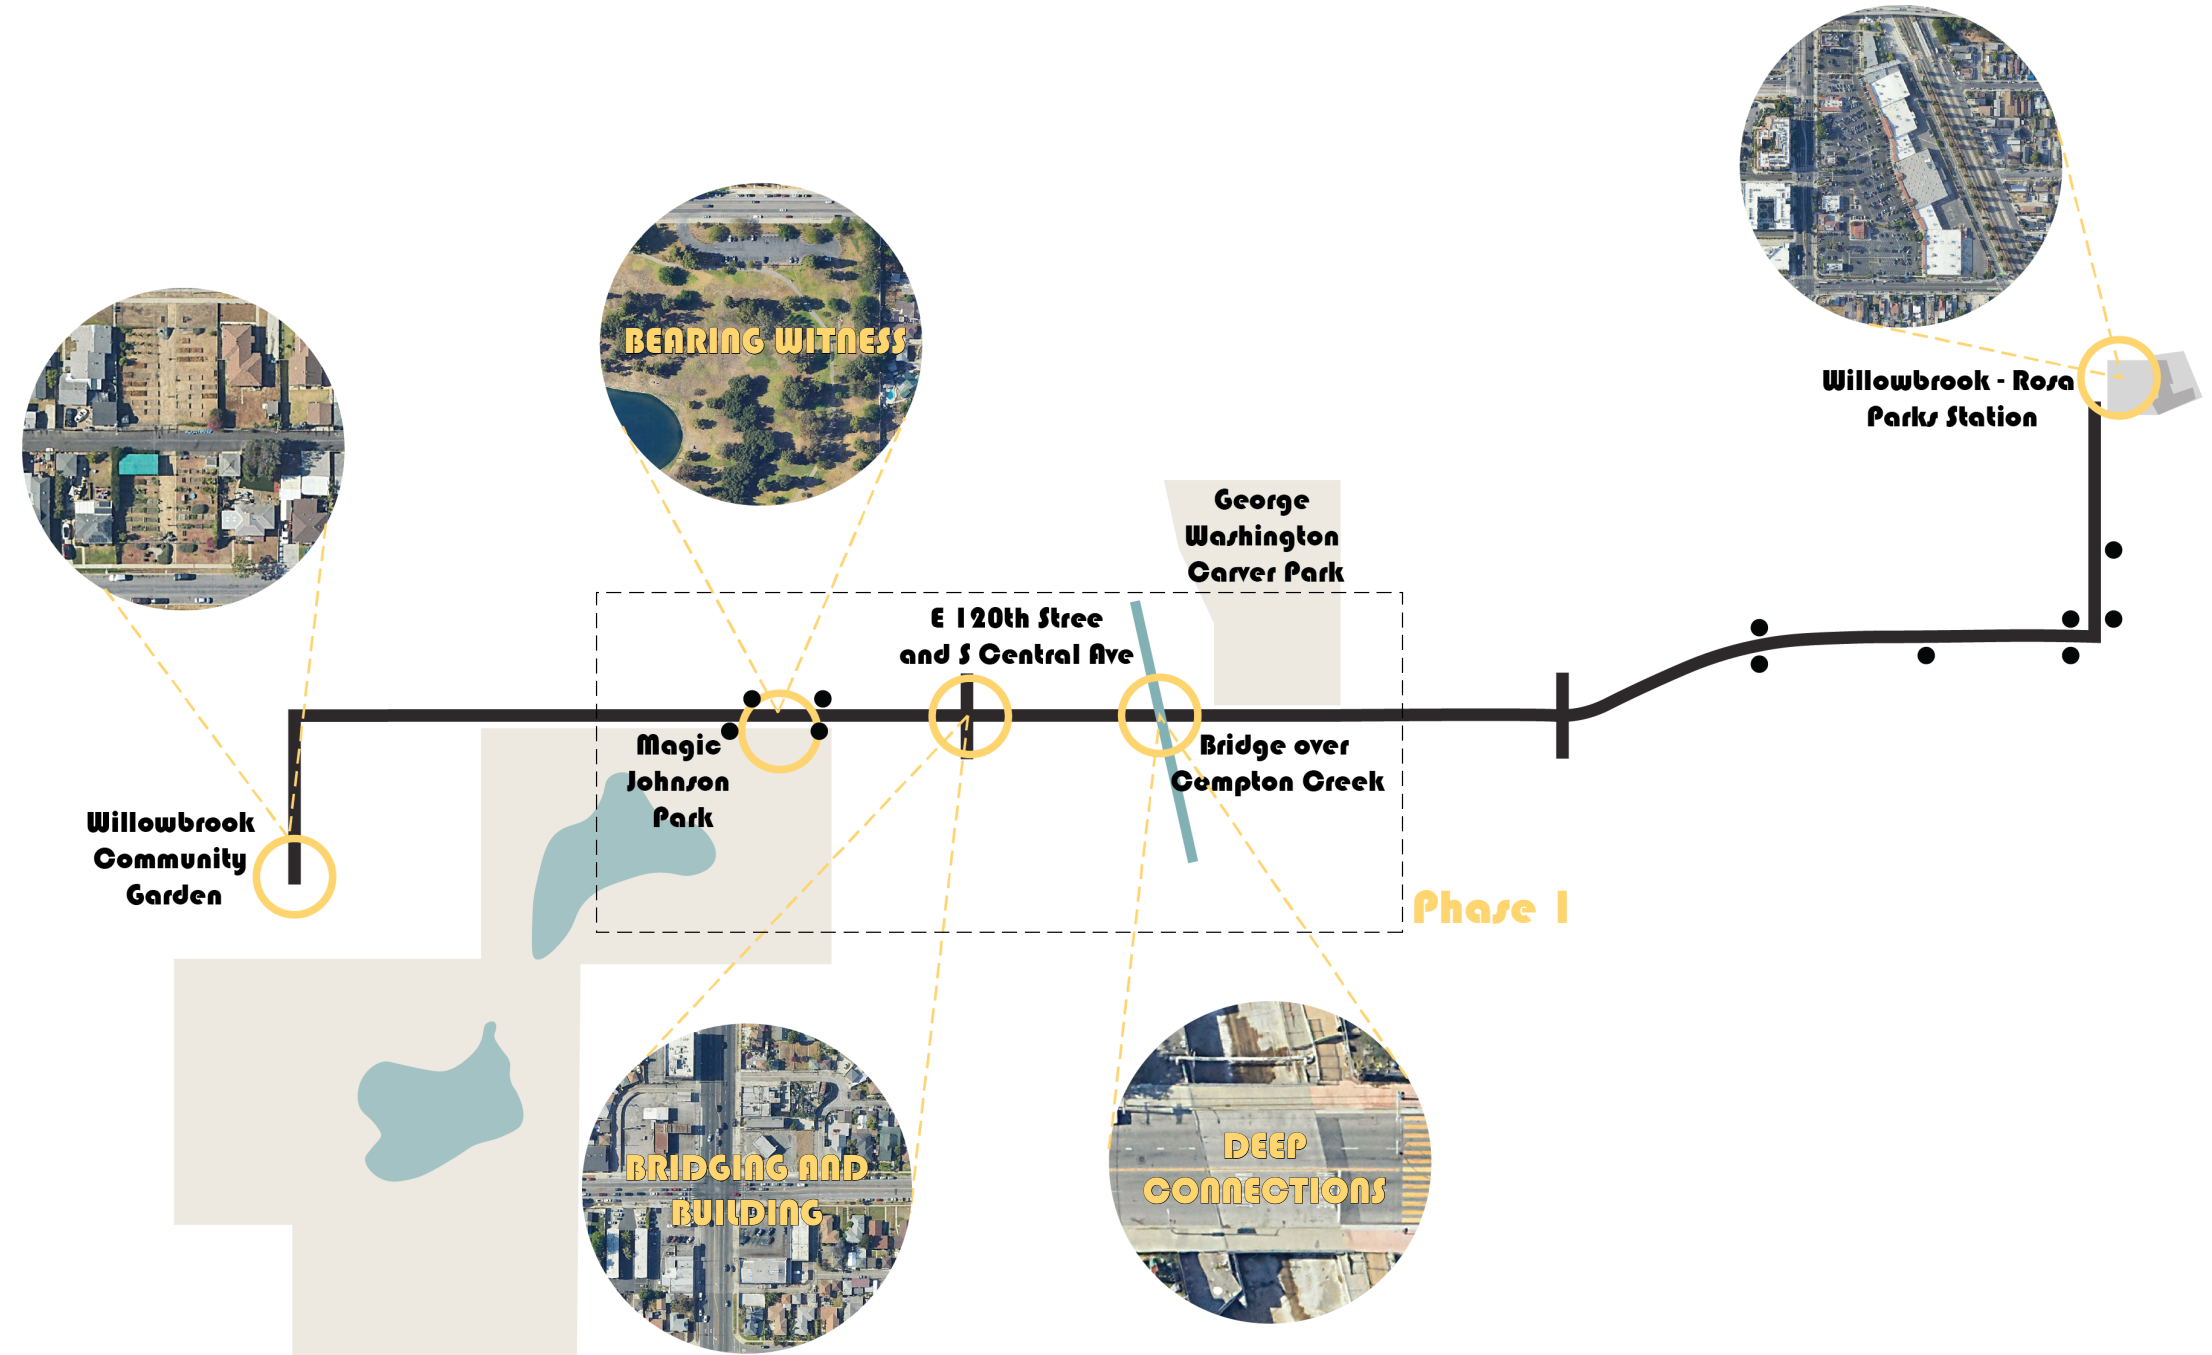 BEARING WITNESS
Willowbrook - Rosa
Parks Station
George
Washington
Carver Park
E 120th Stree
and S Central Ave
Magic
Johnson
Park
Bridge over
Compton Creek
Willowbrook
Community
Garden
Phase 1
BRIDGING AND
BUILDING
DEEP
CONNECTIONS